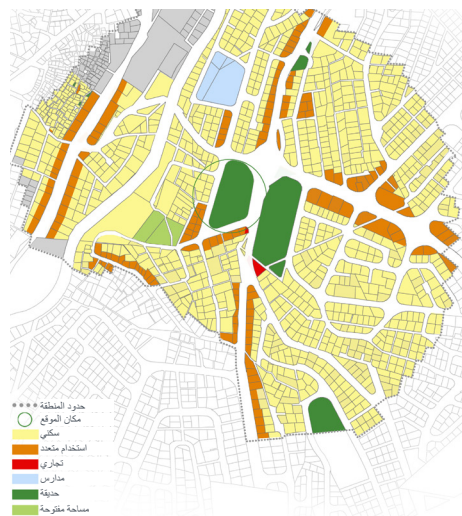 حدود المنطقة
مكان الموقع
سكني
استخدام متعدد
تجاري
مدارس
حديقة
مساحة مفتوحة